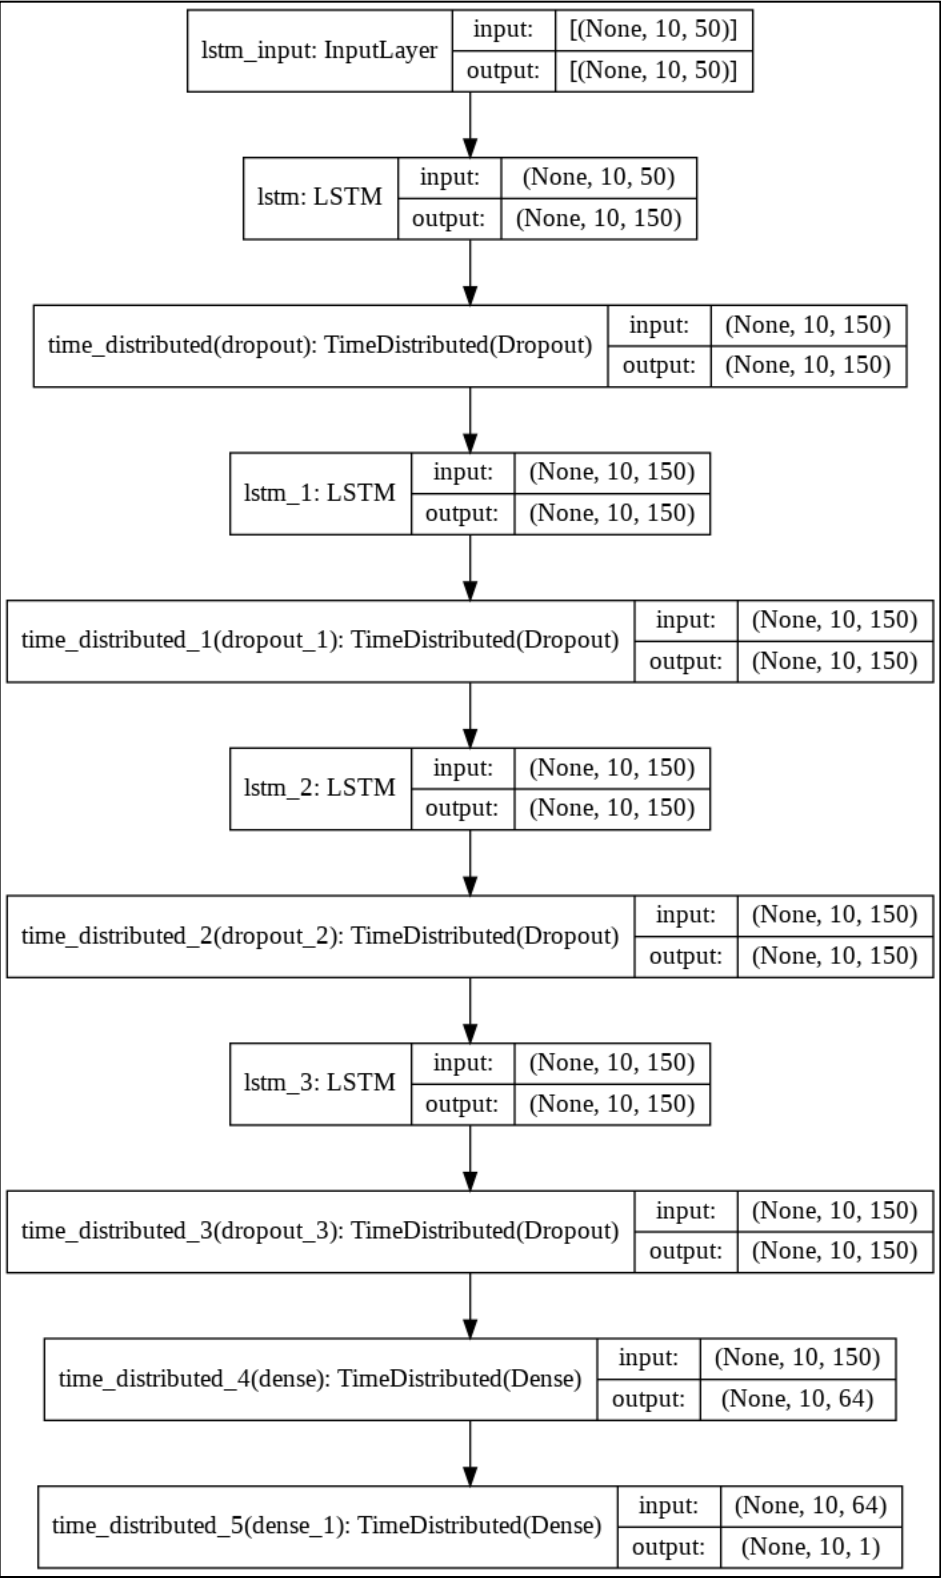 lstm_input: InputLayer
input:
[(None, 10, 50)]
output:
[(None, 10, 50)]
lstm: LSTM
input:
(None, 10, 50)
output:
(None, 10, 150)
time_distributed(dropout): TimeDistributed(Dropout)
input:
(None, 10, 150)
output:
(None, 10, 150)
lstm_1: LSTM
input:
(None, 10, 150)
output:
(None, 10, 150)
time_distributed_1(dropout_1): TimeDistributed(Dropout)
input:
(None, 10, 150)
output:
(None, 10, 150)
lstm_2: LSTM
input:
(None, 10, 150)
output:
(None, 10, 150)
time_distributed_2(dropout_2): TimeDistributed(Dropout)
input:
(None, 10, 150)
output:
(None, 10, 150)
lstm_3: LSTM
input:
(None, 10, 150)
output:
(None, 10, 150)
time_distributed_3(dropout_3): TimeDistributed(Dropout)
input:
(None, 10, 150)
output:
(None, 10, 150)
time_distributed_4(dense): TimeDistributed(Dense)
input:
(None, 10, 150)
output:
(None, 10, 64)
time_distributed_5(dense_1): TimeDistributed(Dense)
input:
(None, 10, 64)
output:
(None, 10, 1)